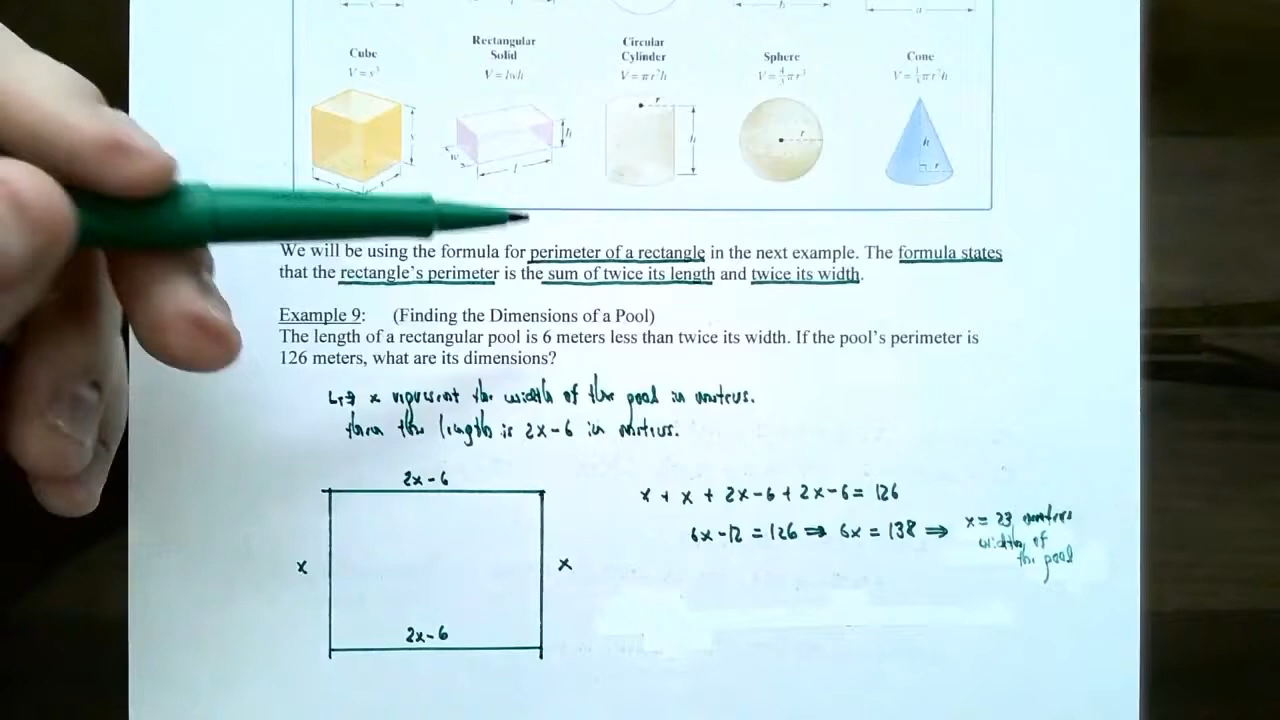 Cube
V = s³
Rectangular
Solid
V = lwh
Circular
Cylinder
V = πr²h
Sphere
V = 4/3 πr³
Cone
V = 1/3 πr²h
s
s
s
w
l
h
r
h
r
h
r
We will be using the formula for perimeter of a rectangle in the next example. The formula states
that the rectangle's perimeter is the sum of twice its length and twice its width.
Example 9: (Finding the Dimensions of a Pool)
The length of a rectangular pool is 6 meters less than twice its width. If the pool's perimeter is
126 meters, what are its dimensions?
Let x represent the width of the pool in meters.
then the length is 2x-6 in meters.
2x-6
x
x
2x-6
x + x + 2x-6 + 2x-6 = 126
6x-12 = 126 ⇒ 6x = 138 ⇒ x = 23 meters
width of
the pool